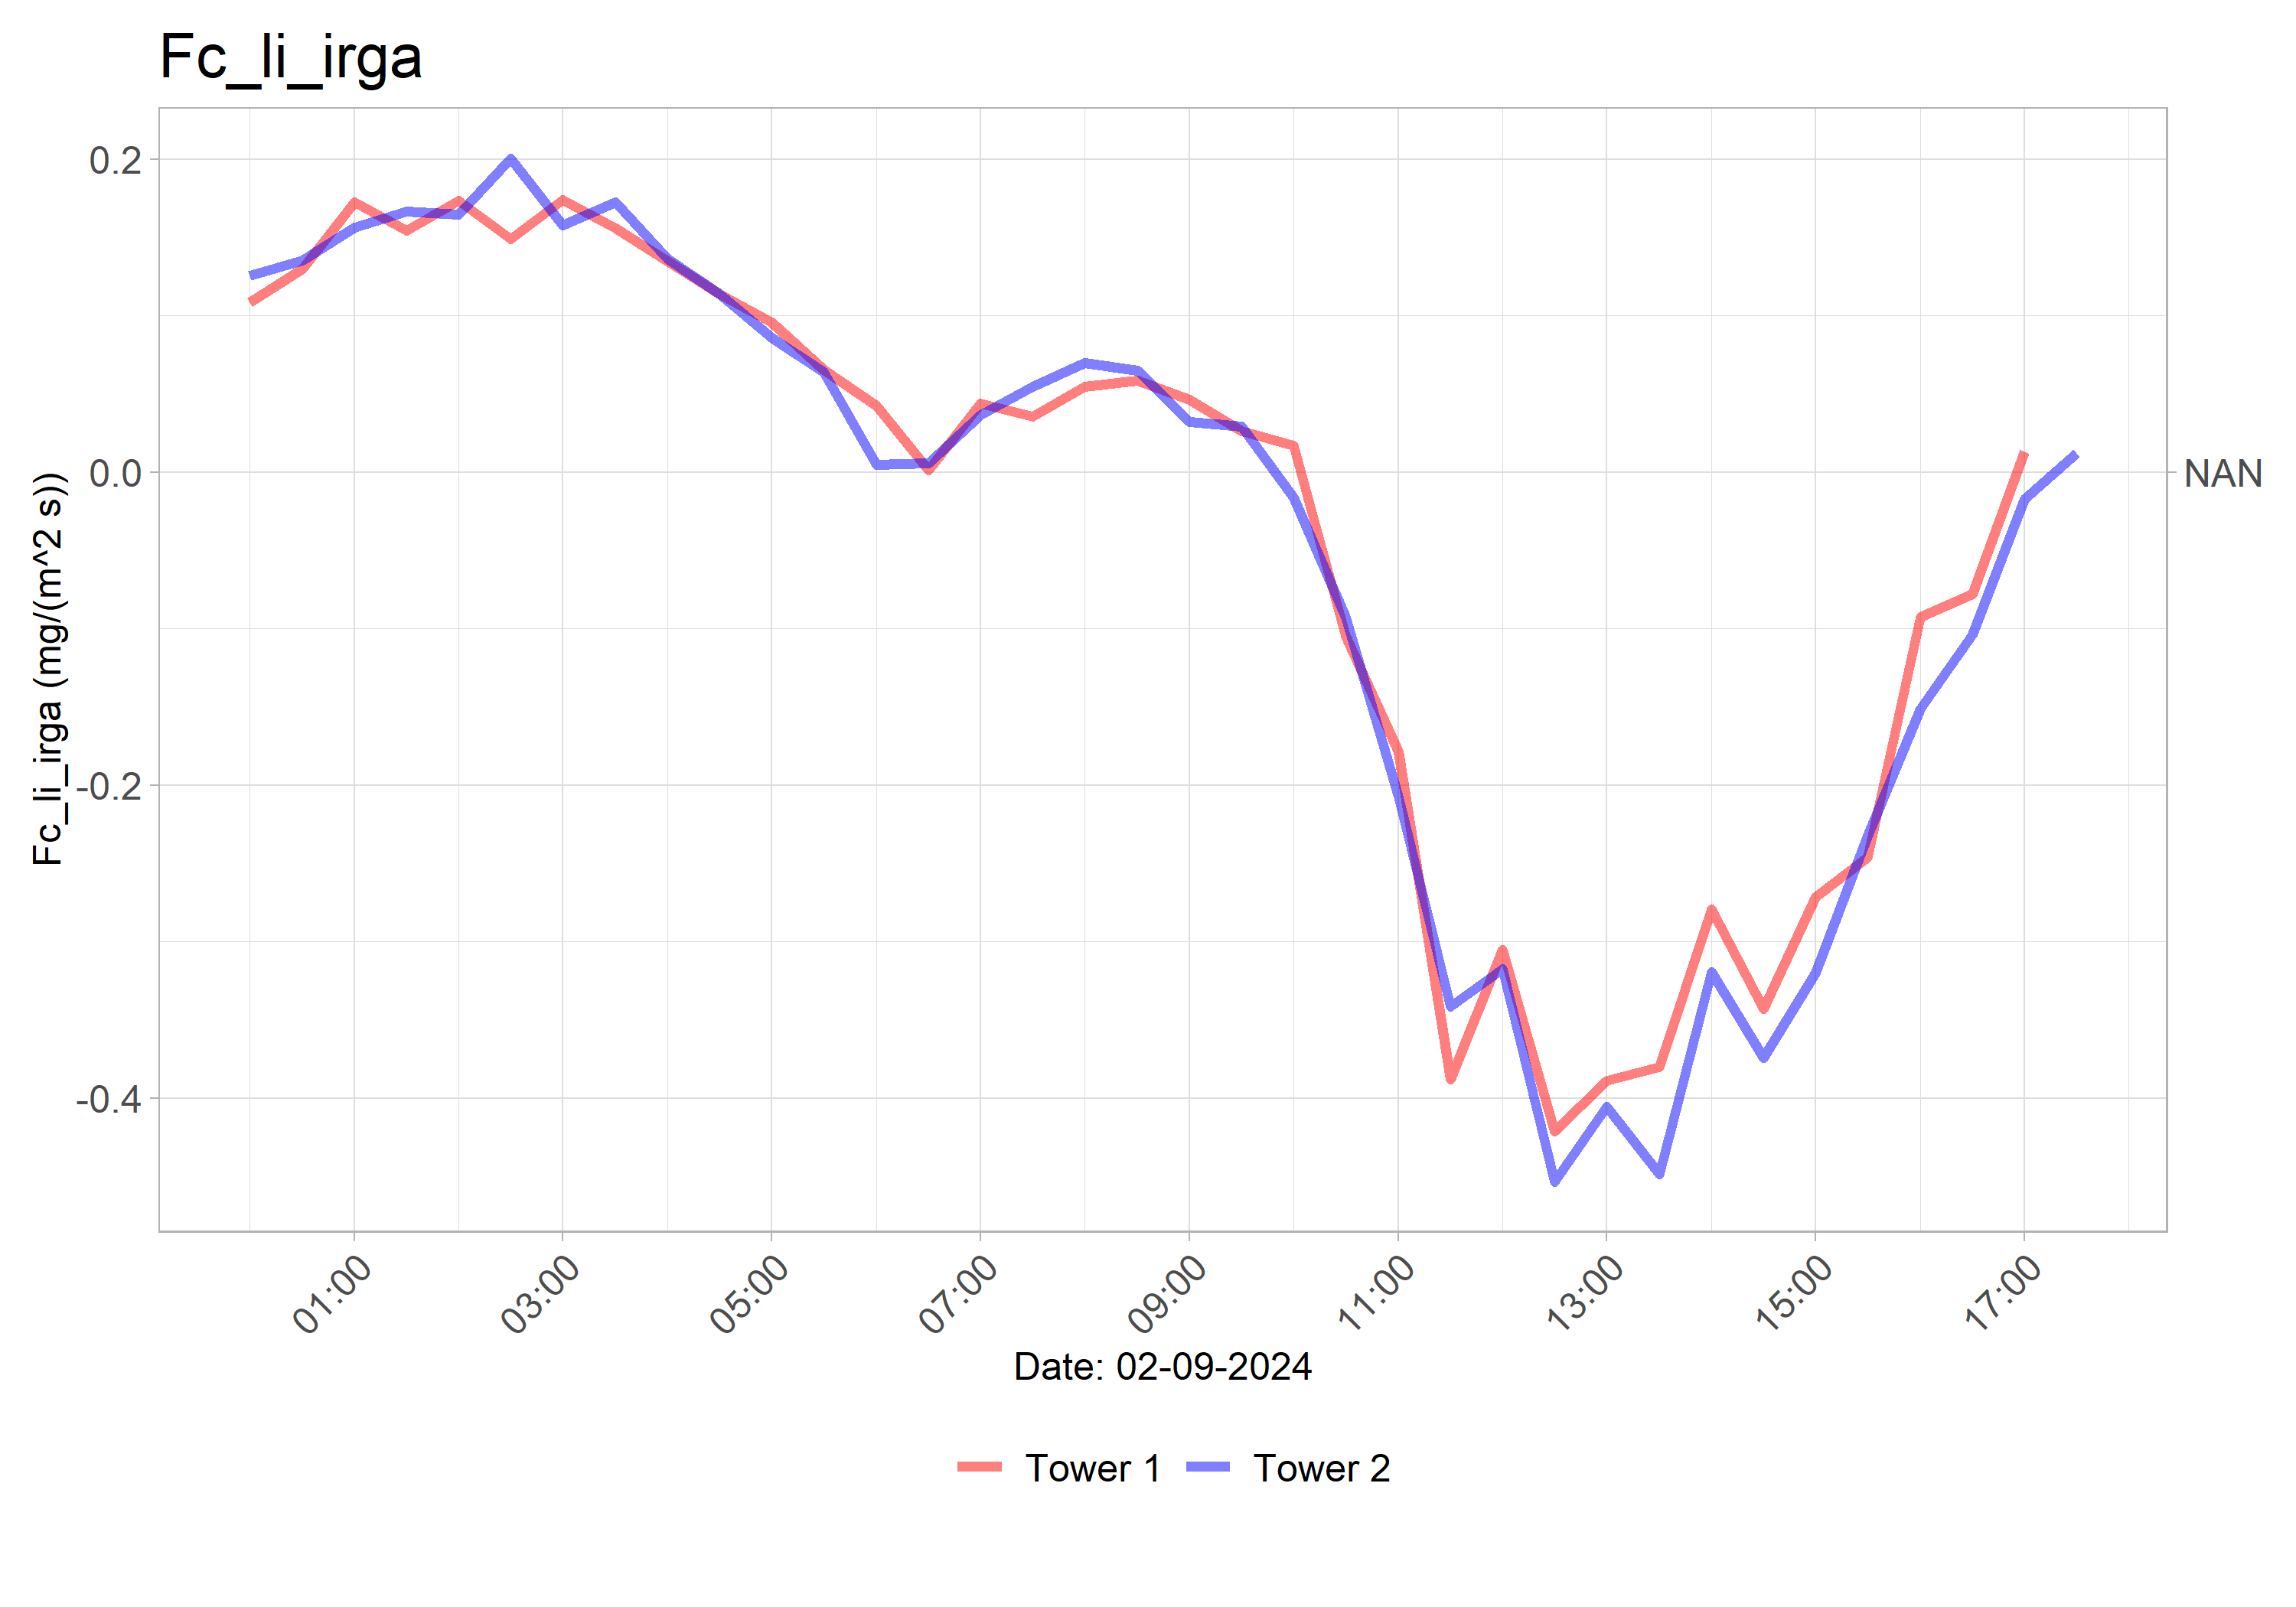 Fc_li_irga
0.2
0.0
-0.2
-0.4
Fc_li_irga (mg/(m^2 s))
NAN
01:00 03:00 05:00 07:00 09:00 11:00 13:00 15:00 17:00
Date: 02-09-2024
Tower 1 Tower 2